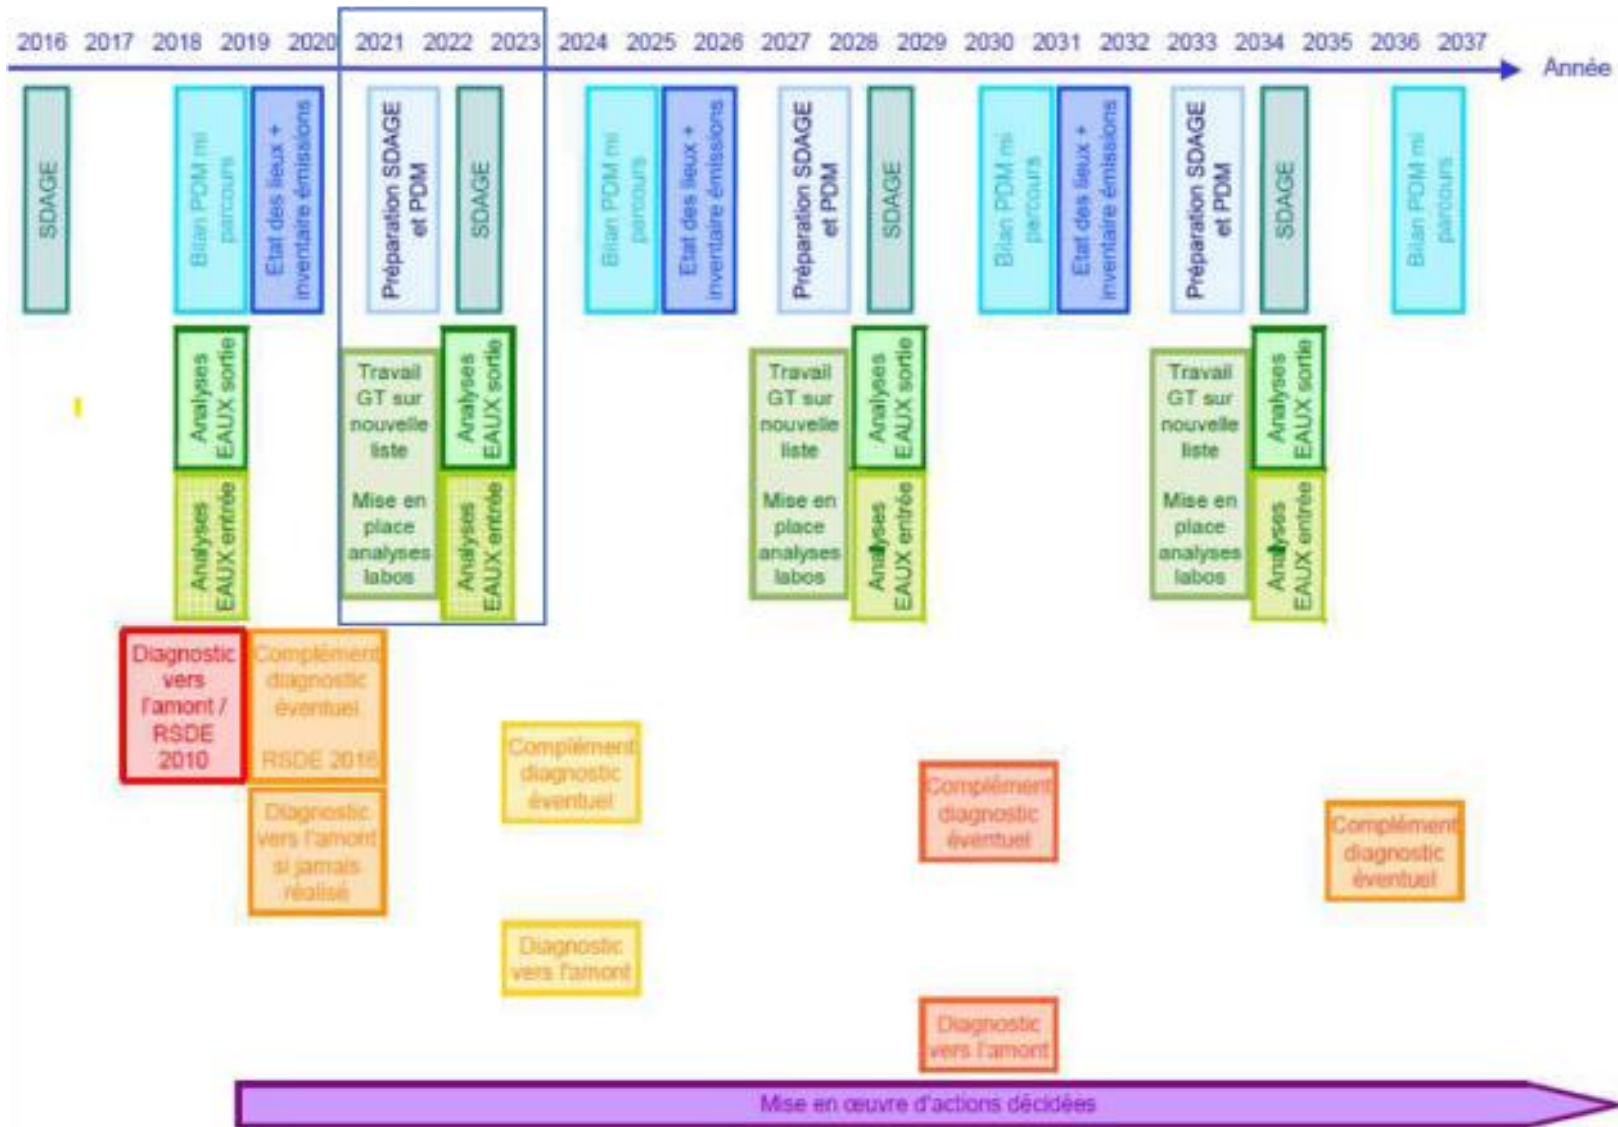 2016 2017 2018 2019 2020 2021 2022 2023 2024 2025 2026 2027 2028 2029 2030 2031 2032 2033 2034 2035 2036 2037
Année
SDAGE
Bilan PDM mi
parcours
Etat des lieux +
inventaire émissions
Préparation SDAGE
et PDM
SDAGE
Bilan PDM mi
parcours
Etat des lieux +
inventaire émissions
Préparation SDAGE
et PDM
SDAGE
Bilan PDM mi
parcours
Etat des lieux +
inventaire émissions
Préparation SDAGE
et PDM
SDAGE
Bilan PDM mi
parcours
Analyses
EAUX sortie
Analyses
EAUX entrée
Travail
GT sur
nouvelle
liste
Mise en
place
analyses
labos
Analyses
EAUX sortie
Analyses
EAUX entrée
Travail
GT sur
nouvelle
liste
Mise en
place
analyses
labos
Analyses
EAUX sortie
Analyses
EAUX entrée
Travail
GT sur
nouvelle
liste
Mise en
place
analyses
labos
Analyses
EAUX sortie
Analyses
EAUX entrée
Diagnostic
vers
l'amont /
RSDE
2010
Complément
diagnostic
éventuel
RSDE 2016
Diagnostic
vers l'amont
si jamais
réalisé
Complément
diagnostic
éventuel
Diagnostic
vers l'amont
Complément
diagnostic
éventuel
Diagnostic
vers l'amont
Complément
diagnostic
éventuel
Mise en œuvre d'actions décidées